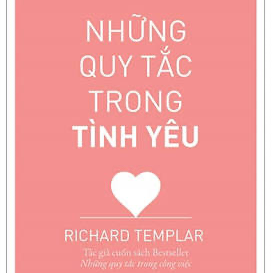 NHỮNG
QUY TẮC
TRONG
TÌNH YÊU
RICHARD TEMPLAR
Tác giả cuốn sách Bestseller
Những quy tắc trong công việc